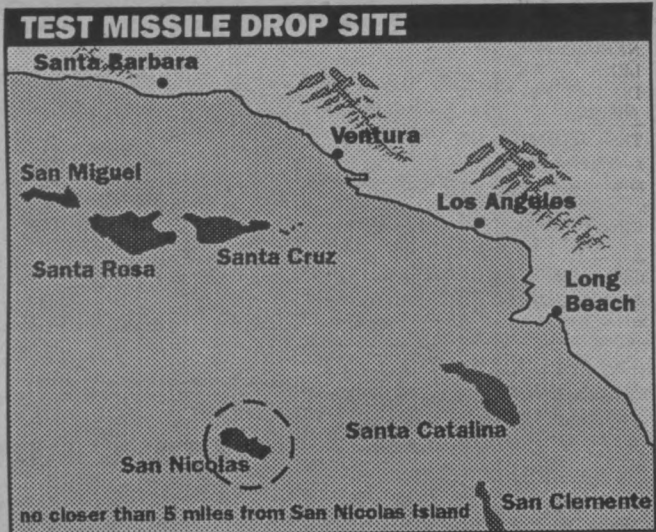 TEST MISSILE DROP SITE
Santa Barbara
Ventura
San Miguel
Los Angeles
Santa Rosa
Santa Cruz
Long
Beach
Santa Catalina
San Nicolas
San Clemente
no closer than 5 miles from San Nicolas island